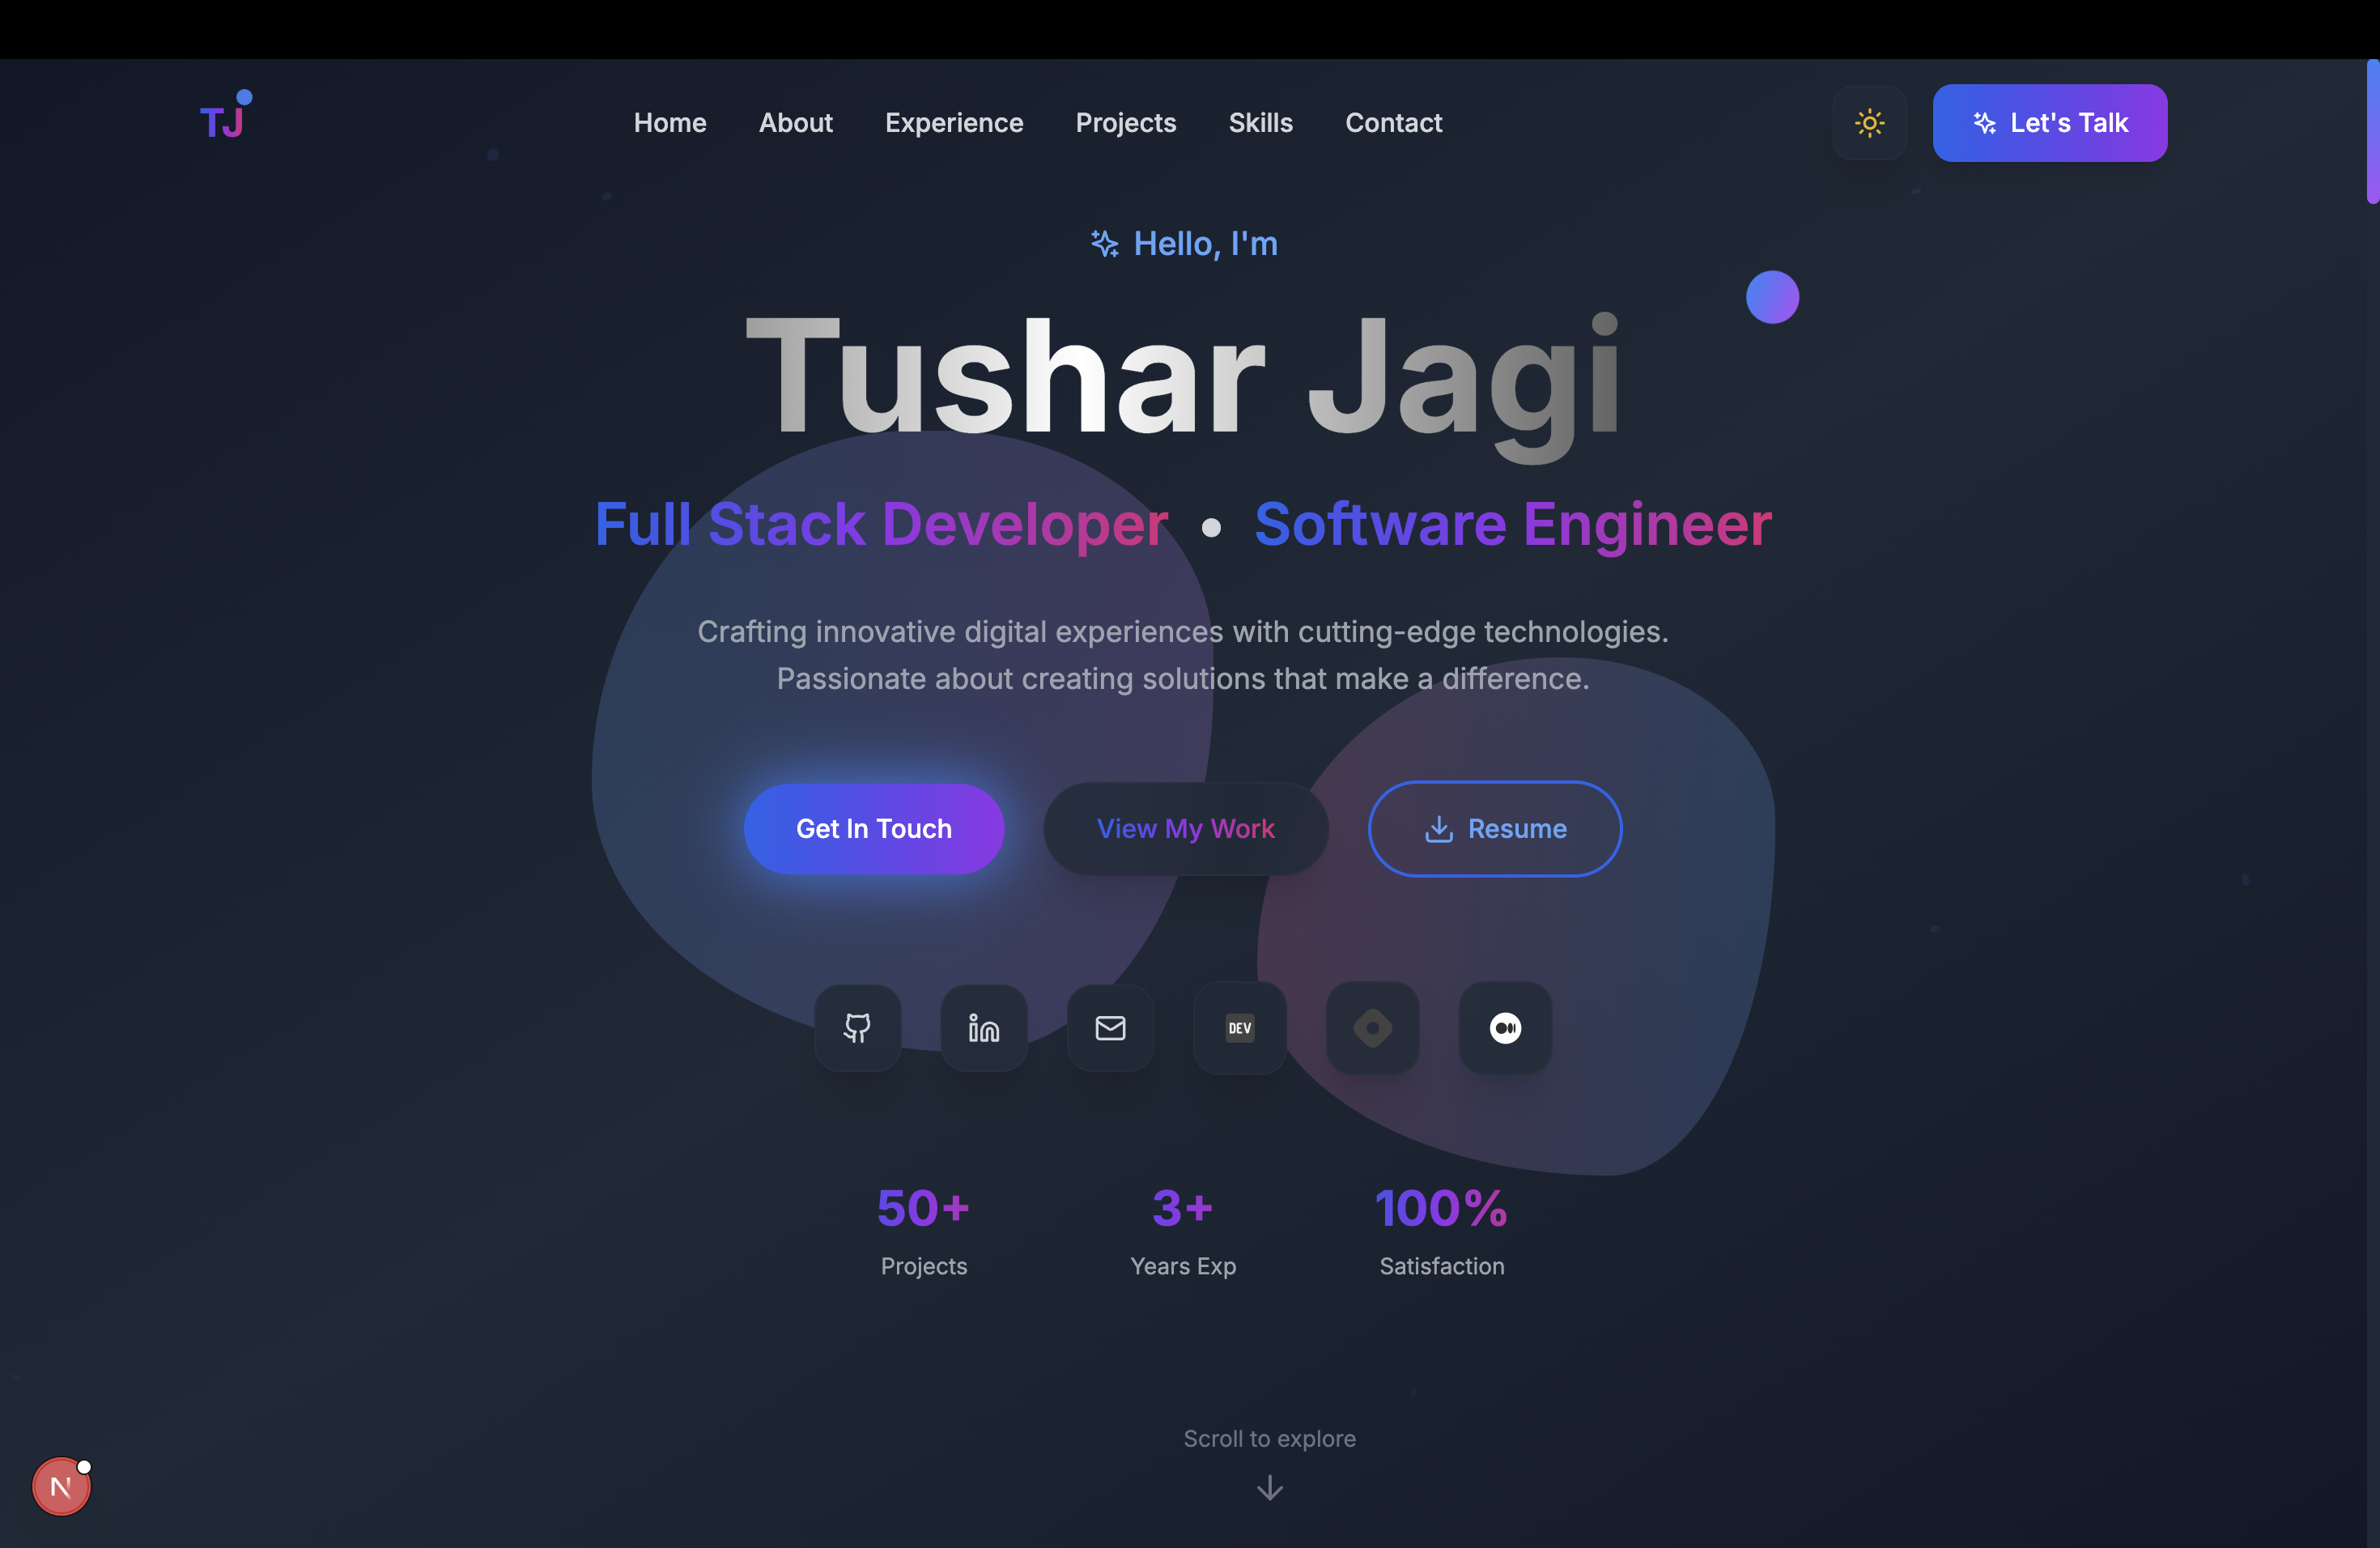 TJ
Home About Experience Projects Skills Contact
Let's Talk
Hello, I'm
Tushar Jagi
Full Stack Developer • Software Engineer
Crafting innovative digital experiences with cutting-edge technologies.
Passionate about creating solutions that make a difference.
Get In Touch
View My Work
Resume
in
DEV
50+ 3+ 100%
Projects Years Exp Satisfaction
Scroll to explore
N